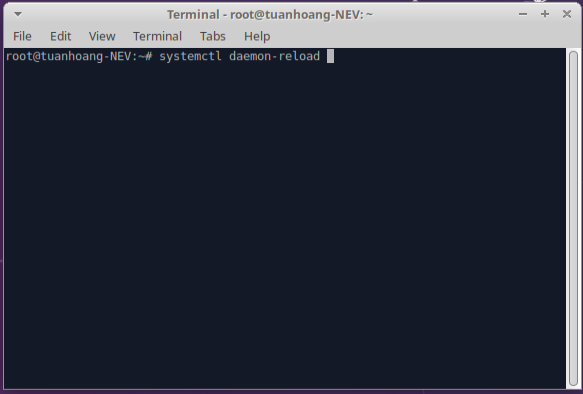 Terminal - root@tuanhoang-NEV: ~
File Edit View Terminal Tabs Help
root@tuanhoang-NEV:~# systemctl daemon-reload